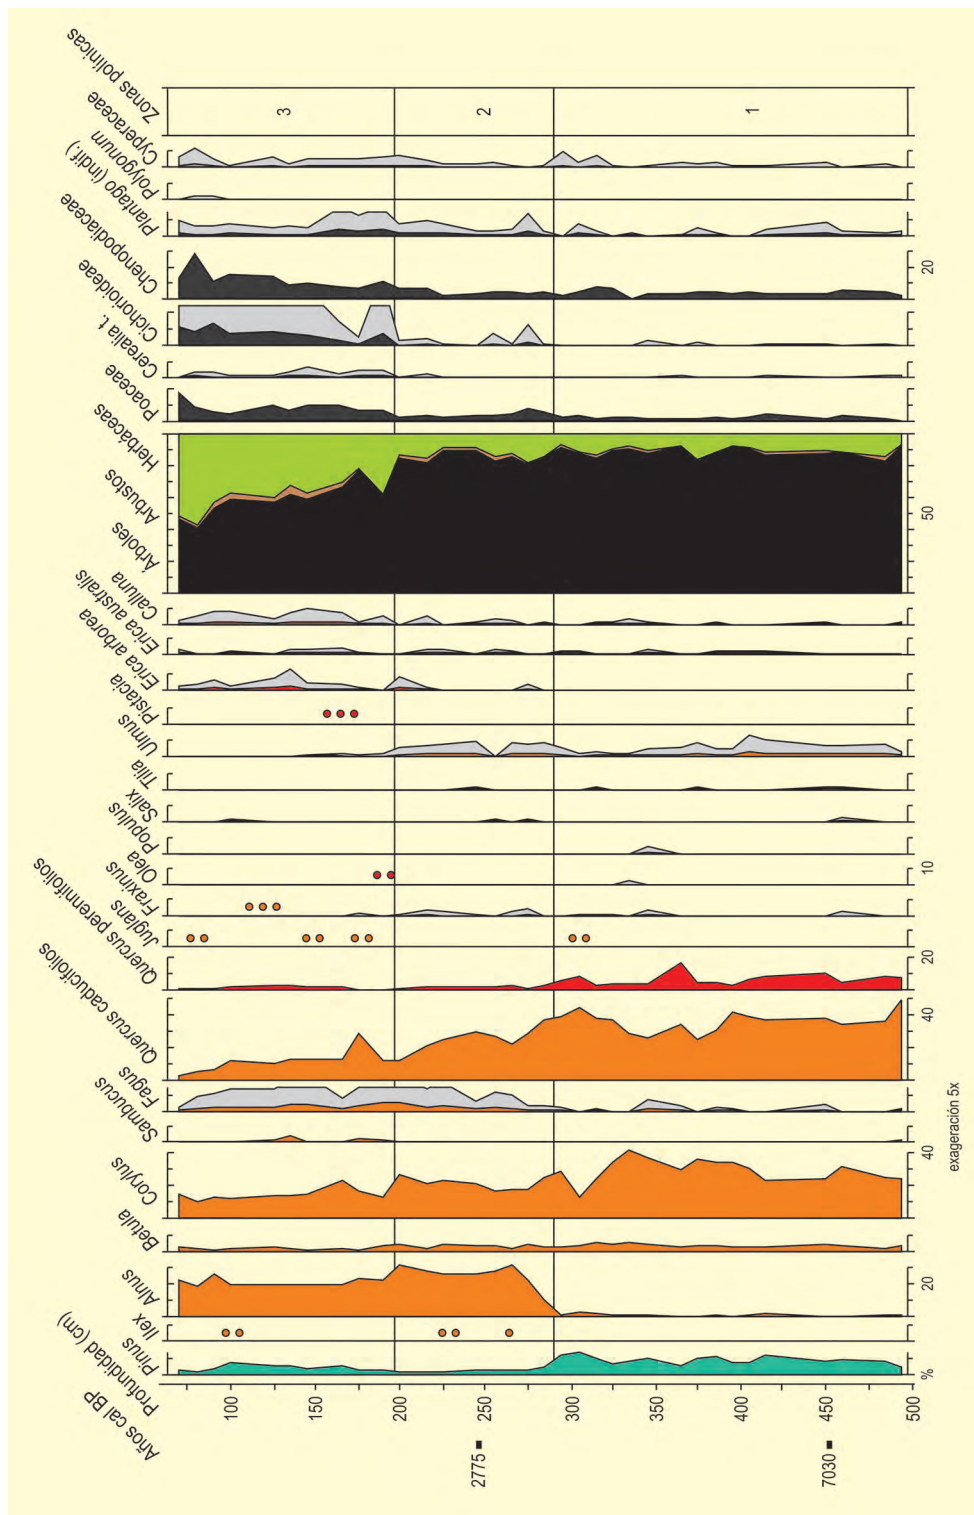 Años cal BP
Profundidad (cm)
Pinus
Ilex
Alnus
Betula
Corylus
Sambucus
Fagus
Quercus caducifolios
Quercus perennifolios
Juglans
Fraxinus
Olea
Populus
Salix
Tilia
Ulmus
Pistacia
Erica arborea
Erica australis
Calluna
Árboles
Arbustos
Herbáceas
Poaceae
Cerealia t.
Cichorioideae
Chenopodiaceae
Plantago (indif.)
Polygonum
Cyperaceae
Zonas polínicas
3
2
1
100
150
200
250
300
350
400
450
500
2775
7030
%
20
40
40
20
10
50
20
exageración 5x